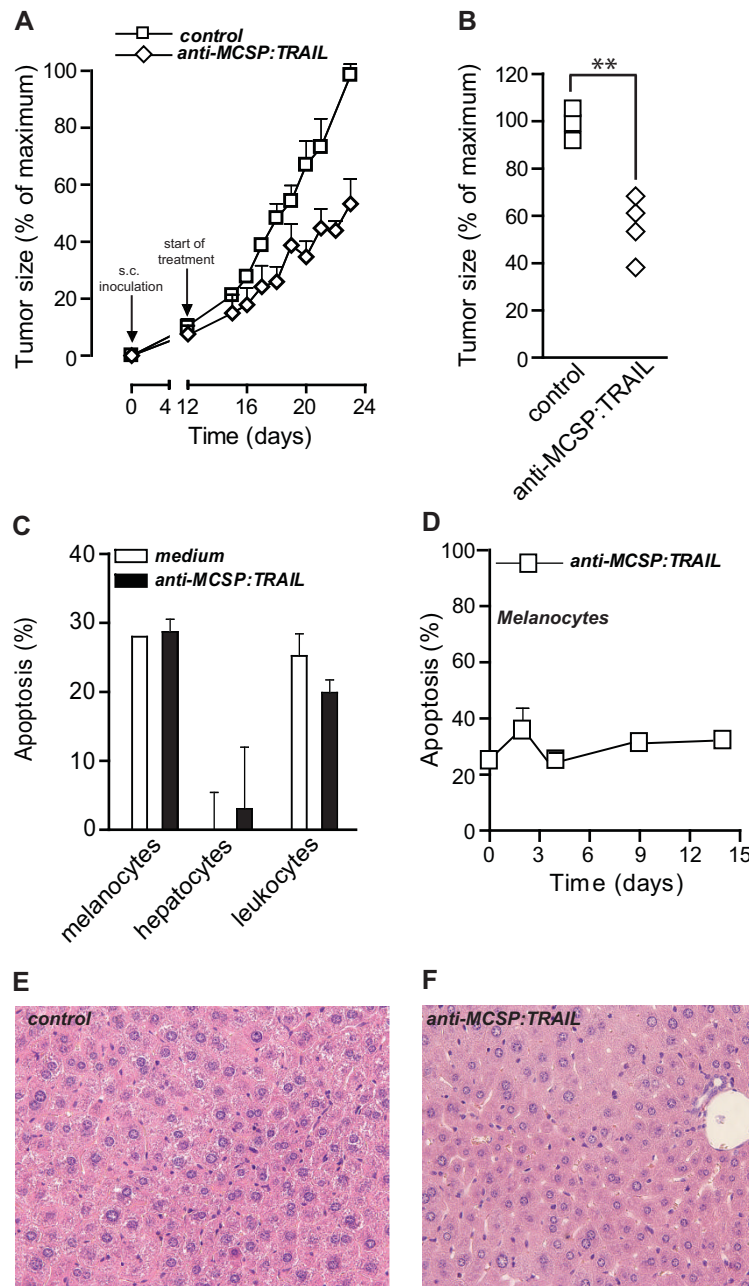 A
control
anti-MCSP:TRAIL
Tumor size (% of maximum)
100
80
60
40
20
0
s.c.
inoculation
start of
treatment
0 4 12 16 20 24
Time (days)
B
**
Tumor size (% of maximum)
120
100
80
60
40
20
0
control
anti-MCSP:TRAIL
C
medium
anti-MCSP:TRAIL
Apoptosis (%)
40
30
20
10
0
melanocytes
hepatocytes
leukocytes
D
anti-MCSP:TRAIL
Melanocytes
Apoptosis (%)
100
80
60
40
20
0
0 3 6 9 12 15
Time (days)
E
control
F
anti-MCSP:TRAIL